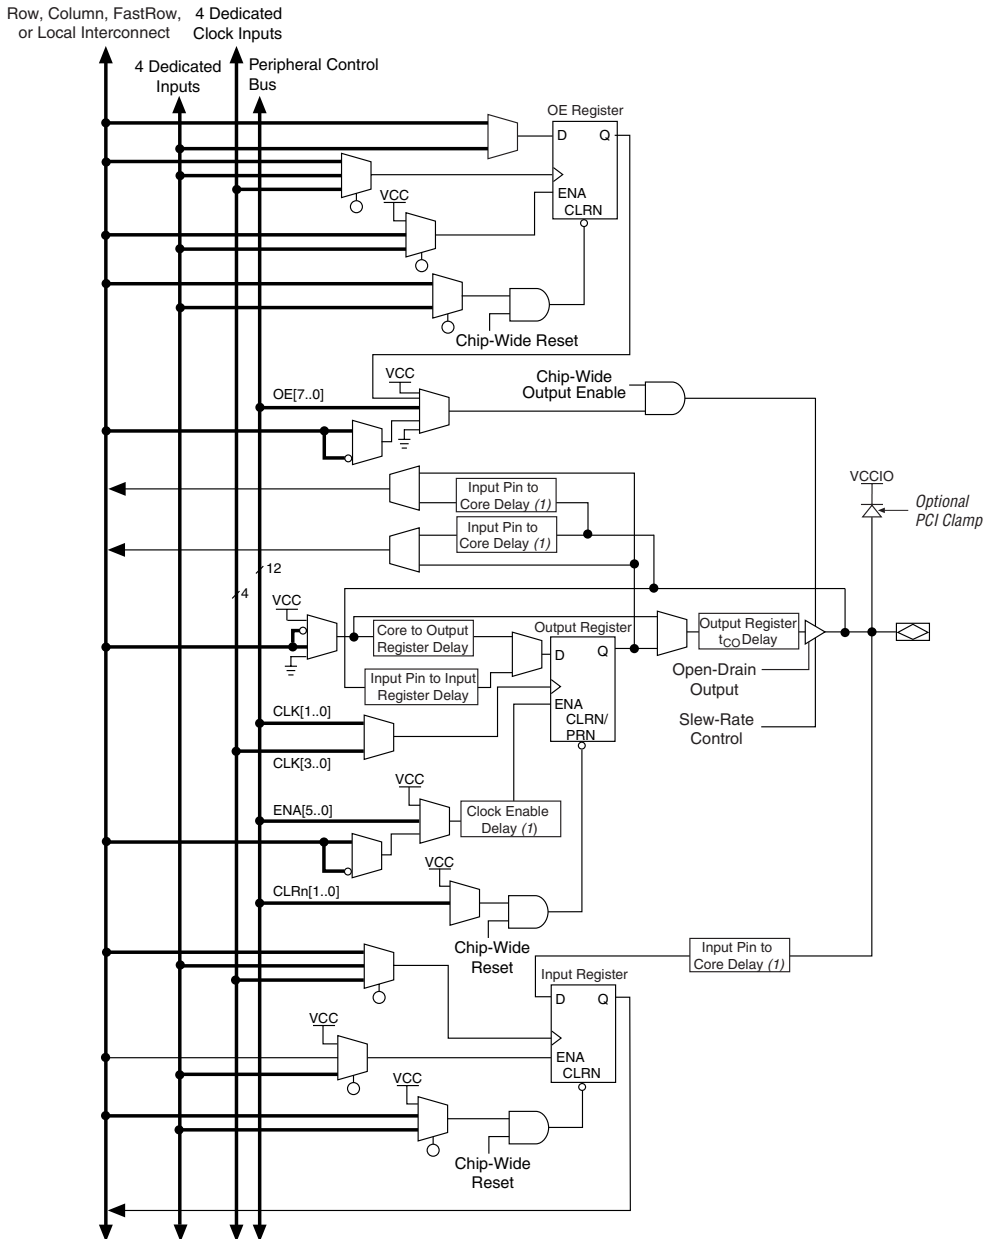 Row, Column, FastRow,
or Local Interconnect
4 Dedicated
Clock Inputs
4 Dedicated
Inputs
Peripheral Control
Bus
OE Register
D Q
ENA
CLRN
VCC
Chip-Wide Reset
VCC
OE[7..0]
Chip-Wide
Output Enable
Input Pin to
Core Delay (1)
Input Pin to
Core Delay (1)
VCCIO
Optional
PCI Clamp
12
4
VCC
Core to Output
Register Delay
Input Pin to Input
Register Delay
Output Register
D Q
ENA
CLRN/
PRN
Output Register
tCO Delay
Open-Drain
Output
Slew-Rate
Control
CLK[1..0]
CLK[3..0]
VCC
ENA[5..0]
Clock Enable
Delay (1)
VCC
CLRn[1..0]
Chip-Wide
Reset
Input Pin to
Core Delay (1)
Input Register
D Q
ENA
CLRN
VCC
VCC
Chip-Wide
Reset